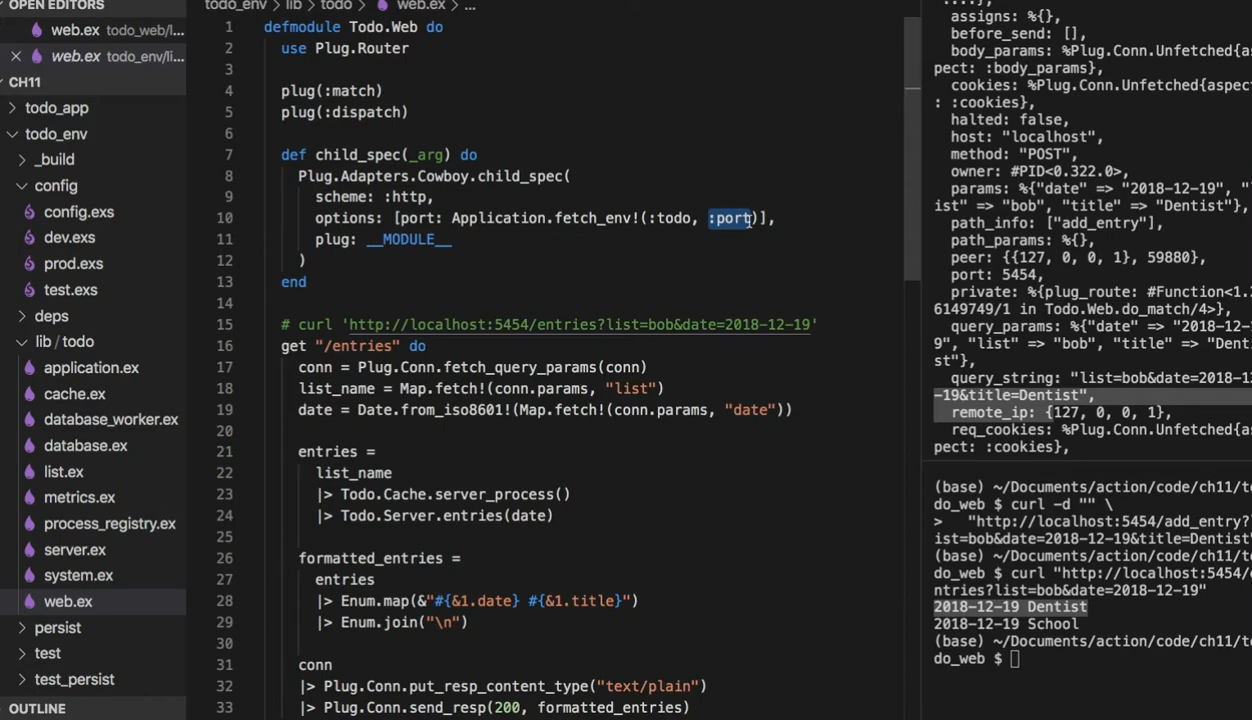 OPEN EDITORS
web.ex todo_web/l...
web.ex todo_env/li...
CH11
todo_app
todo_env
_build
config
config.exs
dev.exs
prod.exs
test.exs
deps
lib / todo
application.ex
cache.ex
database_worker.ex
database.ex
list.ex
metrics.ex
process_registry.ex
server.ex
system.ex
web.ex
persist
test
test_persist
OUTLINE
todo_env > lib > todo > web.ex > ...
1 defmodule Todo.Web do
2 use Plug.Router
3
4 plug(:match)
5 plug(:dispatch)
6
7 def child_spec(_arg) do
8 Plug.Adapters.Cowboy.child_spec(
9 scheme: :http,
10 options: [port: Application.fetch_env!(:todo, :port)],
11 plug: __MODULE__
12 )
13 end
14
15 # curl 'http://localhost:5454/entries?list=bob&date=2018-12-19'
16 get "/entries" do
17 conn = Plug.Conn.fetch_query_params(conn)
18 list_name = Map.fetch!(conn.params, "list")
19 date = Date.from_iso8601!(Map.fetch!(conn.params, "date"))
20
21 entries =
22 list_name
23 |> Todo.Cache.server_process()
24 |> Todo.Server.entries(date)
25
26 formatted_entries =
27 entries
28 |> Enum.map(&"#{&1.date} #{&1.title}")
29 |> Enum.join("\n")
30
31 conn
32 |> Plug.Conn.put_resp_content_type("text/plain")
33 |> Plug.Conn.send_resp(200, formatted_entries)
assigns: %{},
before_send: [],
body_params: %Plug.Conn.Unfetched{as
pect: :body_params},
cookies: %Plug.Conn.Unfetched{aspect
: :cookies},
halted: false,
host: "localhost",
method: "POST",
owner: #PID<0.322.0>,
params: %{"date" => "2018-12-19", "l
ist" => "bob", "title" => "Dentist"},
path_info: ["add_entry"],
path_params: %{},
peer: {{127, 0, 0, 1}, 59880},
port: 5454,
private: %{plug_route: #Function<1.
6149749/1 in Todo.Web.do_match/4>},
query_params: %{"date" => "2018-12-
9", "list" => "bob", "title" => "Dent
st"},
query_string: "list=bob&date=2018-12
-19&title=Dentist",
remote_ip: {127, 0, 0, 1},
req_cookies: %Plug.Conn.Unfetched{as
pect: :cookies},
(base) ~/Documents/action/code/ch11/to
do_web $ curl -d "" \
> "http://localhost:5454/add_entry?
ist=bob&date=2018-12-19&title=Dentist"
(base) ~/Documents/action/code/ch11/to
do_web $ curl "http://localhost:5454/e
ntries?list=bob&date=2018-12-19"
2018-12-19 Dentist
2018-12-19 School
(base) ~/Documents/action/code/ch11/to
do_web $